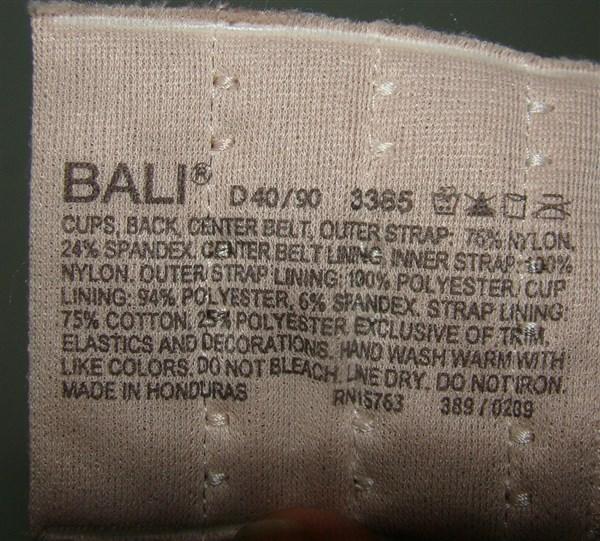 BALI® D 40/90 3385
CUPS, BACK, CENTER BELT, OUTER STRAP: 76% NYLON,
24% SPANDEX, CENTER BELT LINING, INNER STRAP: 100%
NYLON. OUTER STRAP LINING: 100% POLYESTER, CUP
LINING: 94% POLYESTER, 6% SPANDEX, STRAP LINING:
75% COTTON, 25% POLYESTER EXCLUSIVE OF TRIM,
ELASTICS AND DECORATIONS. HAND WASH WARM WITH
LIKE COLORS. DO NOT BLEACH. LINE DRY. DO NOT IRON.
MADE IN HONDURAS RN15763 389 / 0209